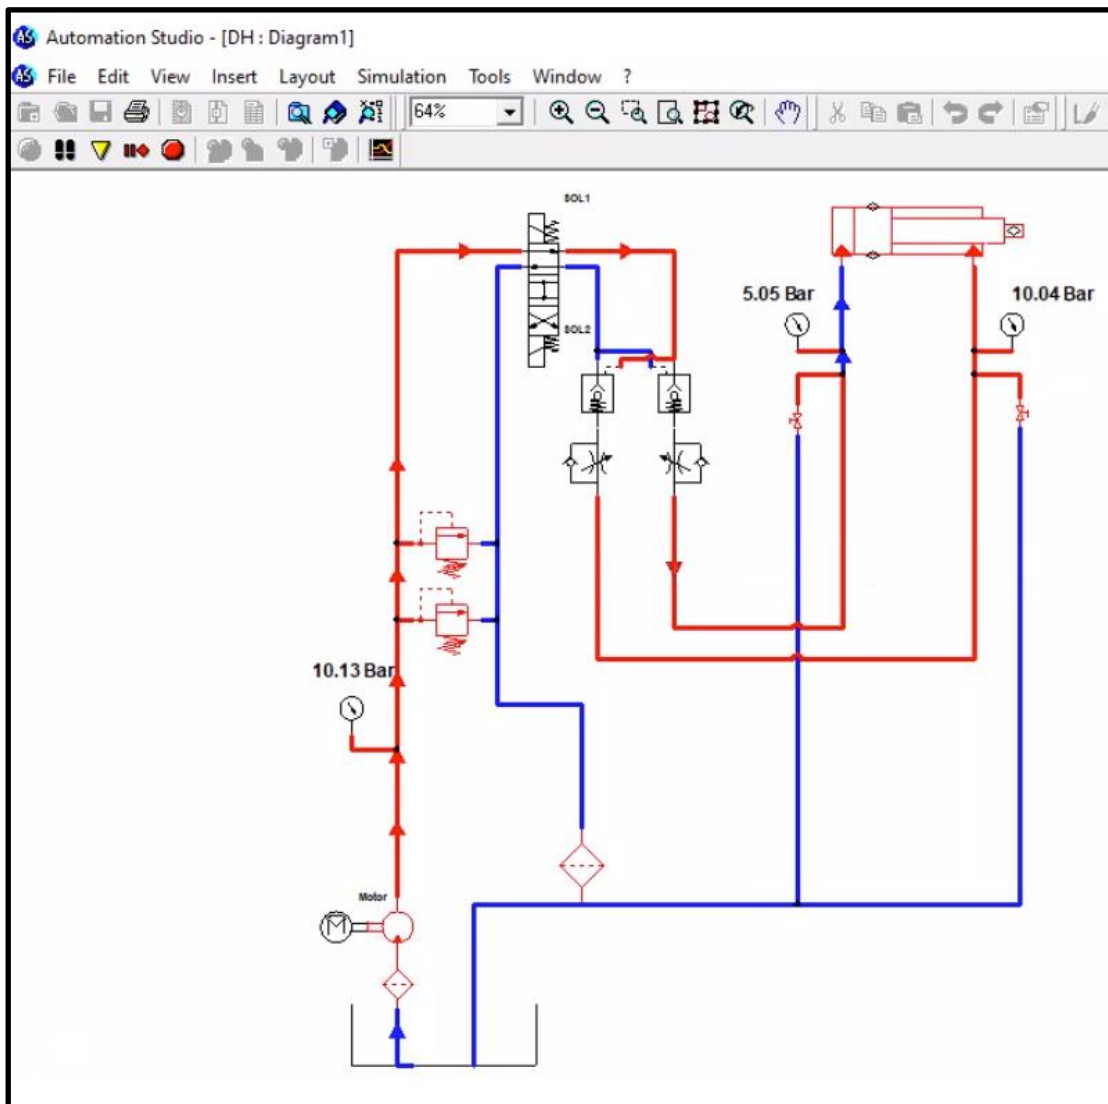 Automation Studio - [DH : Diagram1]
File Edit View Insert Layout Simulation Tools Window ?
64%
SOL1
5.05 Bar
10.04 Bar
SOL2
10.13 Bar
Motor
M